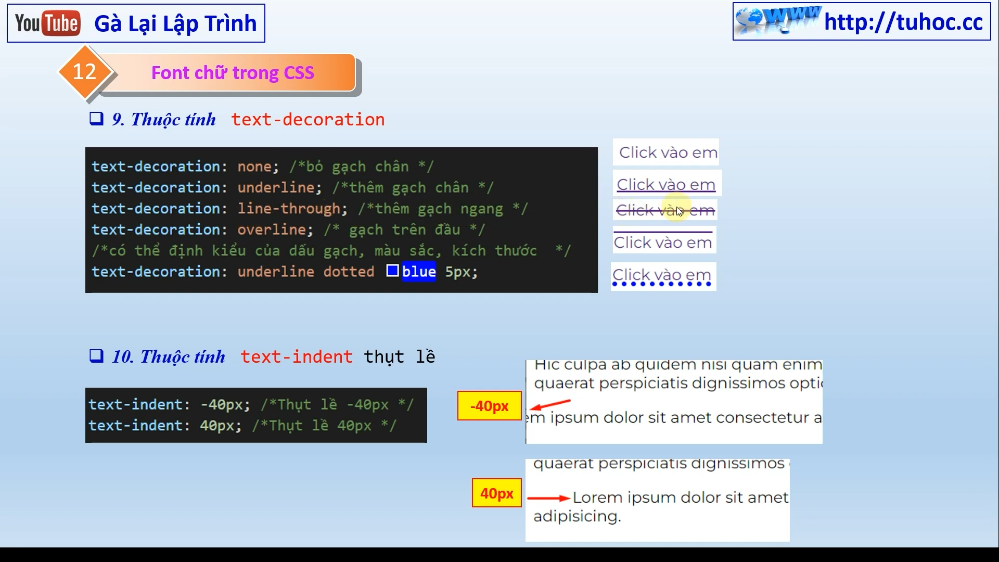 YouTube Gà Lại Lập Trình
WWW http://tuhoc.cc
12 Font chữ trong CSS
9. Thuộc tính text-decoration
text-decoration: none; /*bỏ gạch chân */
text-decoration: underline; /*thêm gạch chân */
text-decoration: line-through; /*thêm gạch ngang */
text-decoration: overline; /* gạch trên đầu */
/*có thể định kiểu của dấu gạch, màu sắc, kích thước */
text-decoration: underline dotted blue 5px;
Click vào em
Click vào em
Click vào em
Click vào em
Click vào em
10. Thuộc tính text-indent thụt lề
text-indent: -40px; /*Thụt lề -40px */
text-indent: 40px; /*Thụt lề 40px */
-40px
Hic culpa ab quidem nisi quam enim
quaerat perspiciatis dignissimos optic
em ipsum dolor sit amet consectetur a
40px
quaerat perspiciatis dignissimos
Lorem ipsum dolor sit amet
adipisicing.